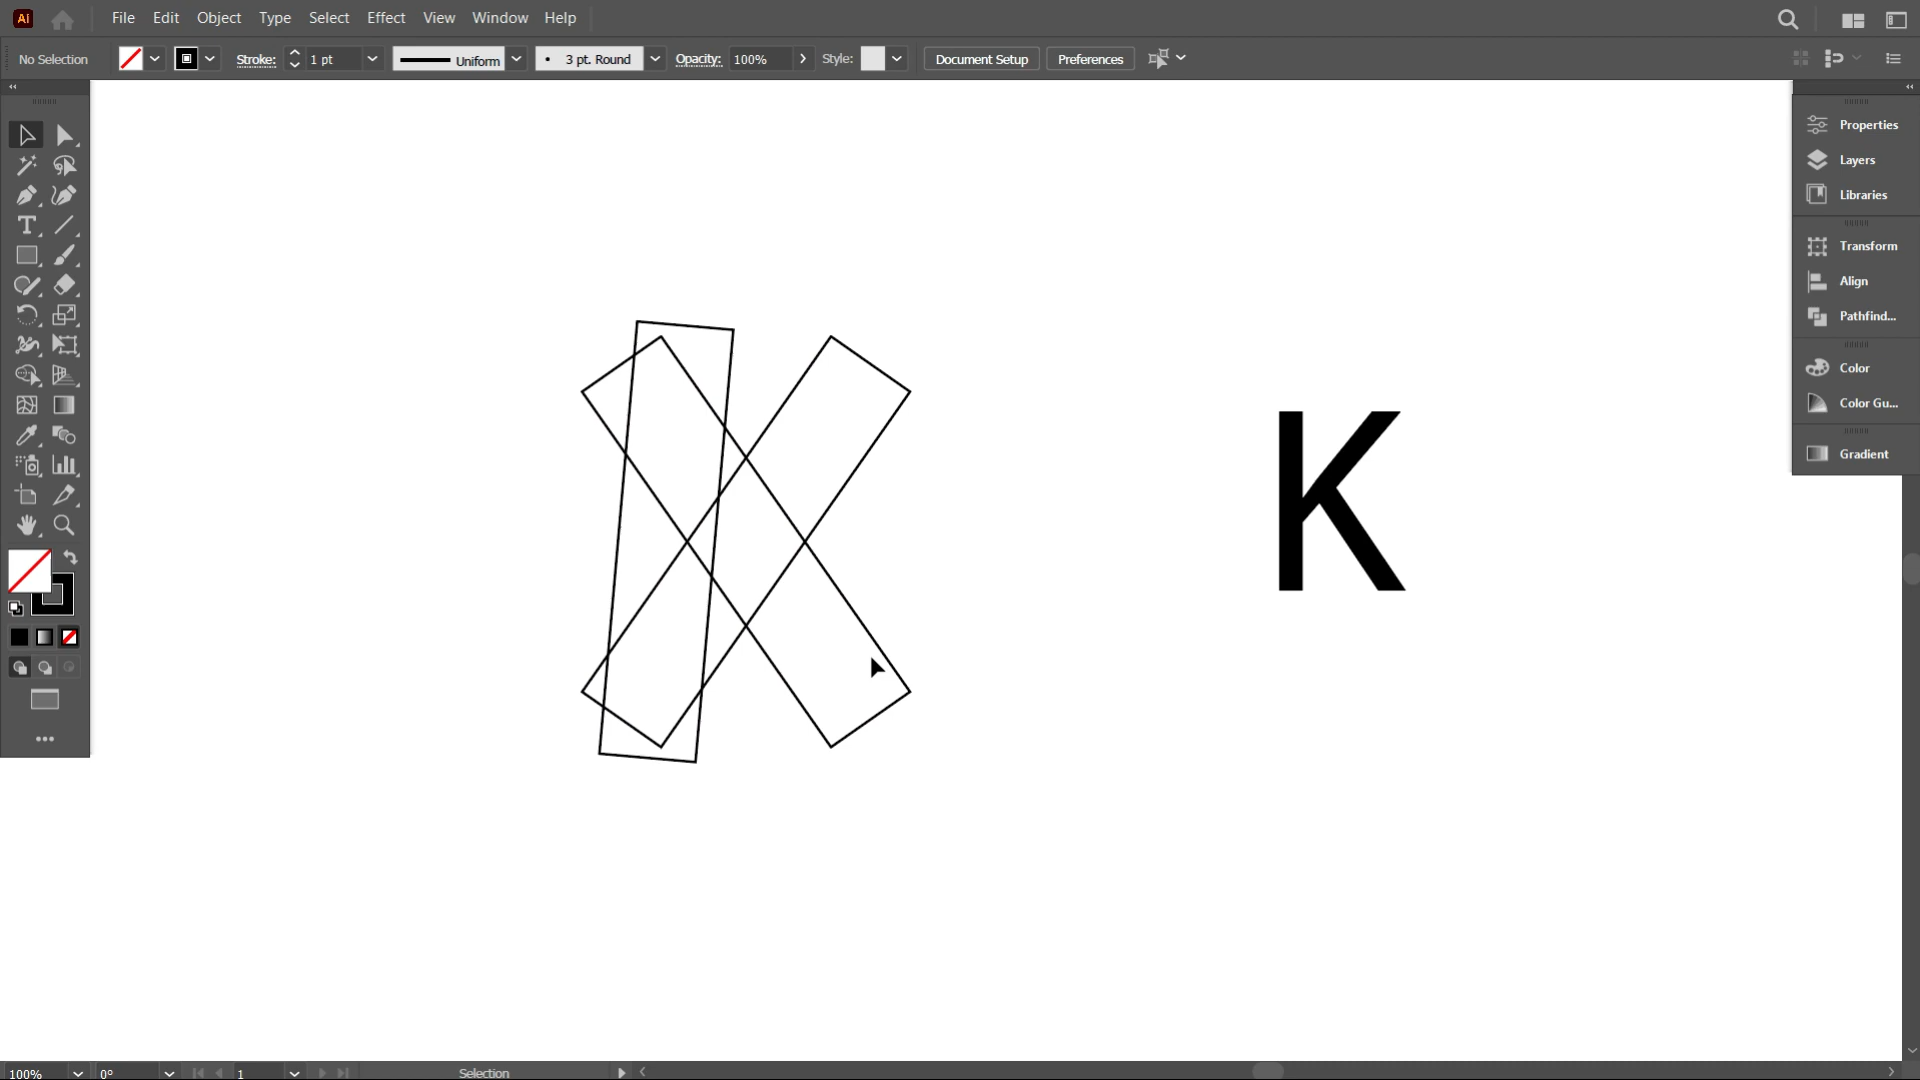 Ai File Edit Object Type Select Effect View Window Help
No Selection Stroke: 1 pt Uniform 3 pt. Round Opacity: 100% Style: Document Setup Preferences
Properties
Layers
Libraries
Transform
Align
Pathfind...
Color
Color Gu...
Gradient
K
100% 0° 1 Selection